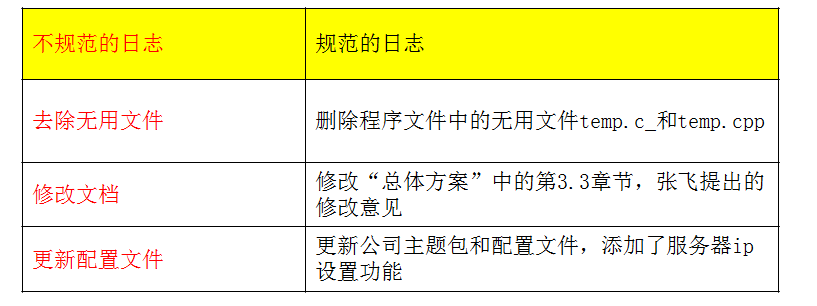 不规范的日志
规范的日志
去除无用文件
删除程序文件中的无用文件temp.c_和temp.cpp
修改文档
修改“总体方案”中的第3.3章节，张飞提出的
修改意见
更新配置文件
更新公司主题包和配置文件，添加了服务器ip
设置功能